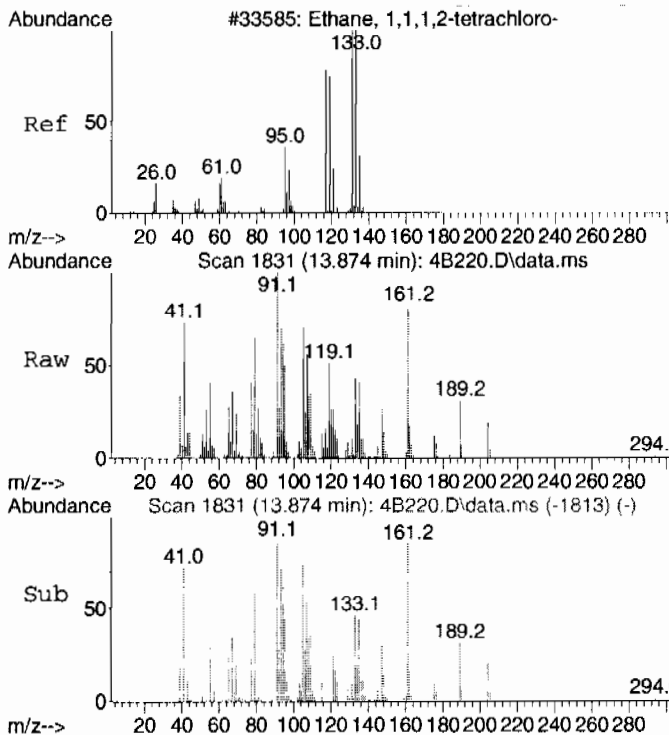 Abundance #33585: Ethane, 1,1,1,2-tetrachloro-
133.0
Ref
50
95.0
26.0
61.0
0
m/z--> 20 40 60 80 100 120 140 160 180 200 220 240 260 280
Abundance Scan 1831 (13.874 min): 4B220.D\data.ms
91.1
161.2
41.1
Raw
50
119.1
189.2
294.
0
m/z--> 20 40 60 80 100 120 140 160 180 200 220 240 260 280
Abundance Scan 1831 (13.874 min): 4B220.D\data.ms (-1813) (-)
91.1
161.2
41.0
Sub
50
133.1
189.2
294.
0
m/z--> 20 40 60 80 100 120 140 160 180 200 220 240 260 280